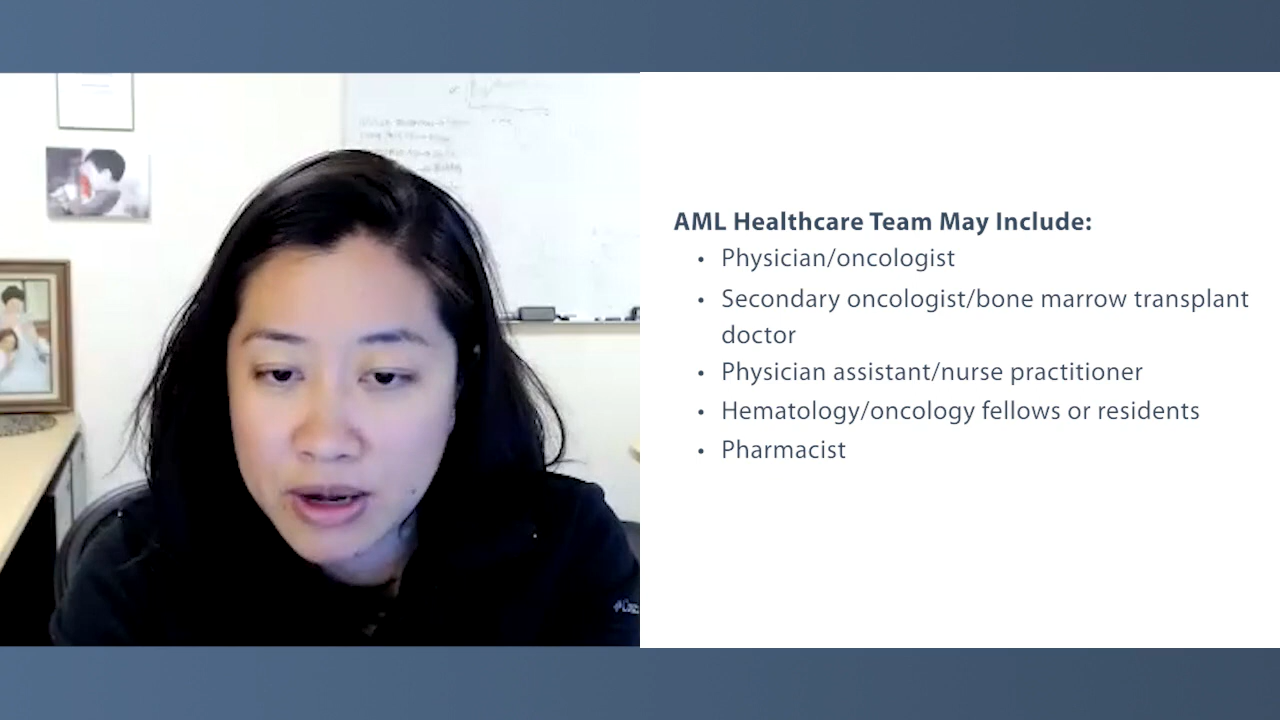 AML Healthcare Team May Include:
• Physician/oncologist
• Secondary oncologist/bone marrow transplant
doctor
• Physician assistant/nurse practitioner
• Hematology/oncology fellows or residents
• Pharmacist